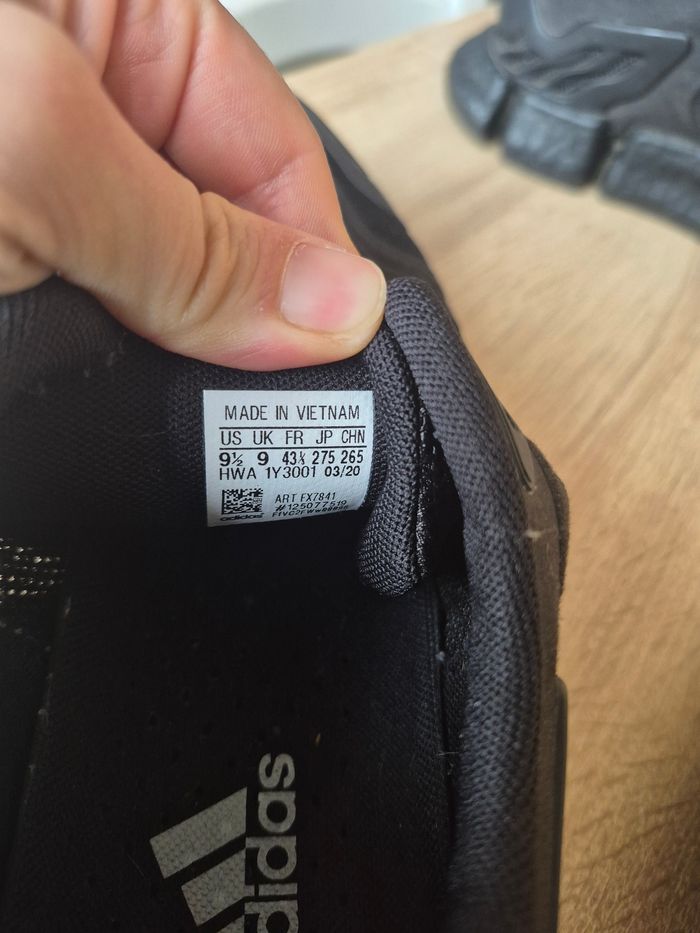 MADE IN VIETNAM
US UK FR JP CHN
9½ 9 43⅓ 275 265
HWA 1Y3001 03/20
ART FX7841
#125077519
adidas
adidas